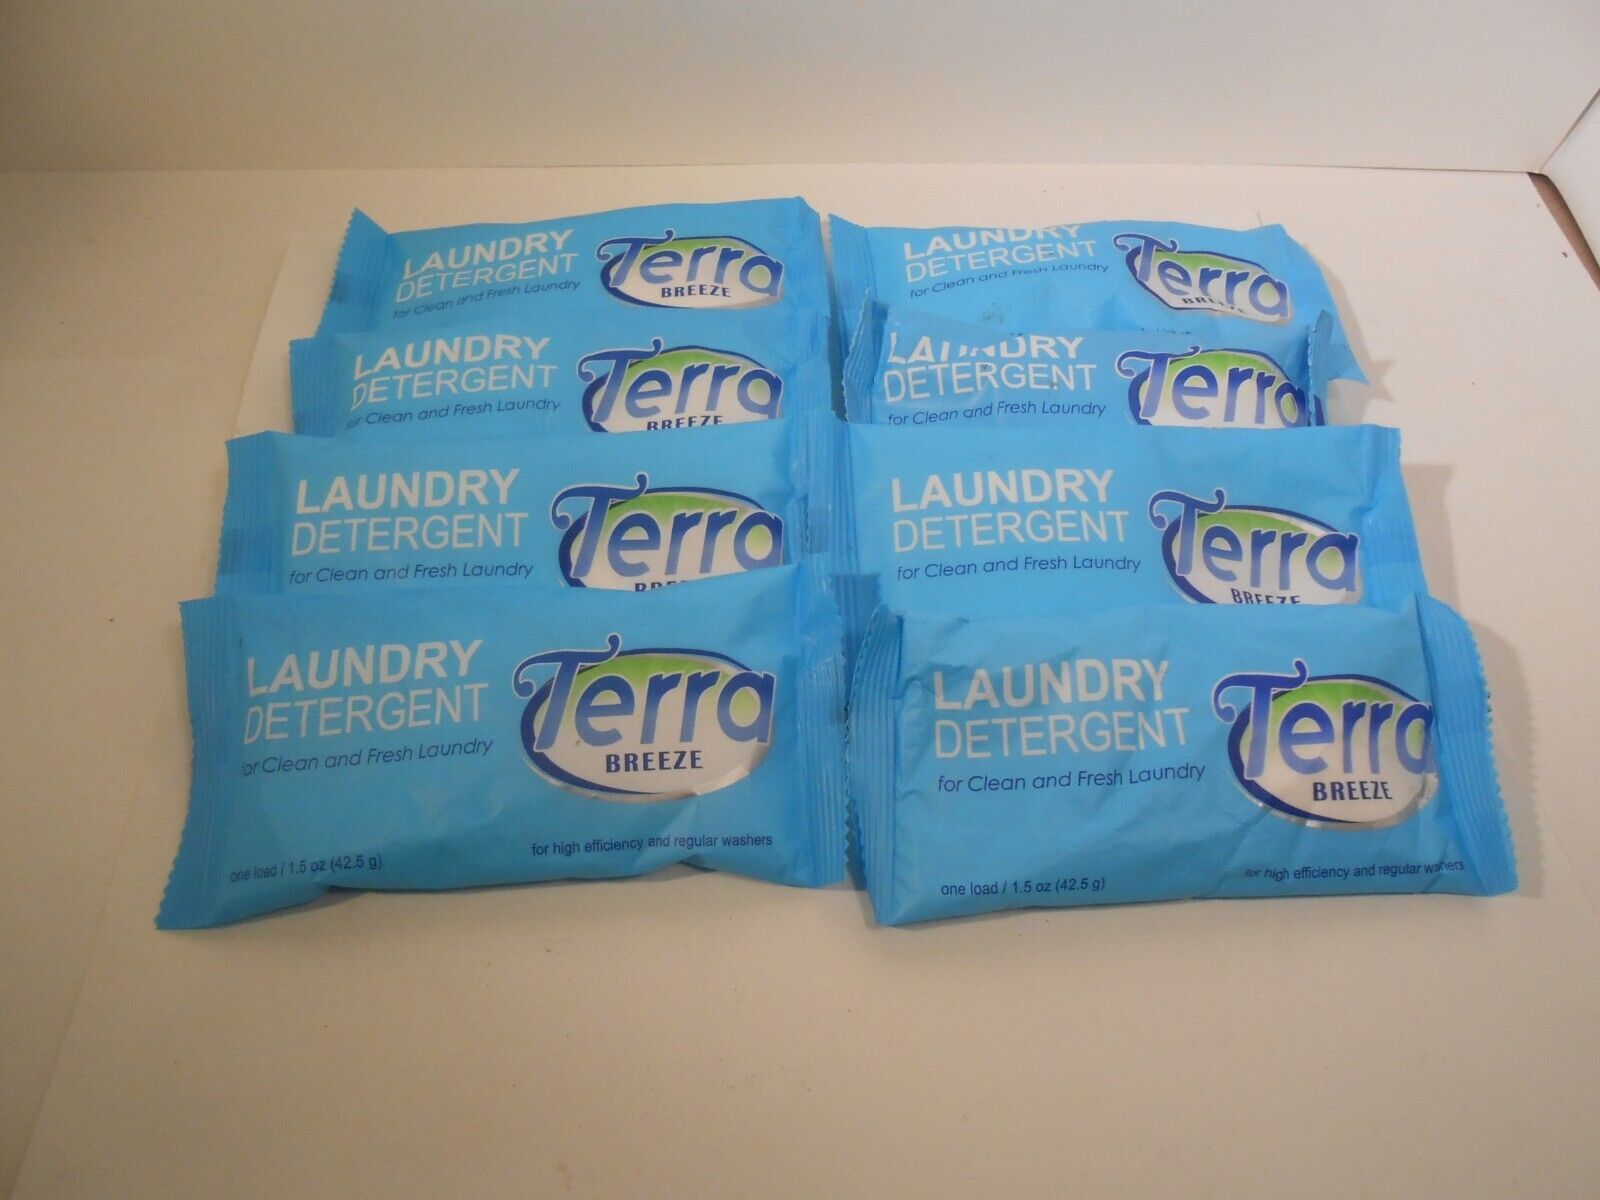 LAUNDRY
DETERGENT
for Clean and Fresh Laundry
Terra
BREEZE
LAUNDRY
DETERGENT
for Clean and Fresh Laundry
Terra
LAUNDRY
DETERGENT
for Clean and Fresh Laundry
Terra
BREEZE
LAUNDRY
DETERGENT
for Clean and Fresh Laundry
Terra
LAUNDRY
DETERGENT
for Clean and Fresh Laundry
Terra
LAUNDRY
DETERGENT
for Clean and Fresh Laundry
Terra
BREEZE
LAUNDRY
DETERGENT
for Clean and Fresh Laundry
Terra
BREEZE
one load / 1.5 oz (42.5 g)
for high efficiency and regular washers
LAUNDRY
DETERGENT
for Clean and Fresh Laundry
Terra
BREEZE
one load / 1.5 oz (42.5 g)
for high efficiency and regular washers